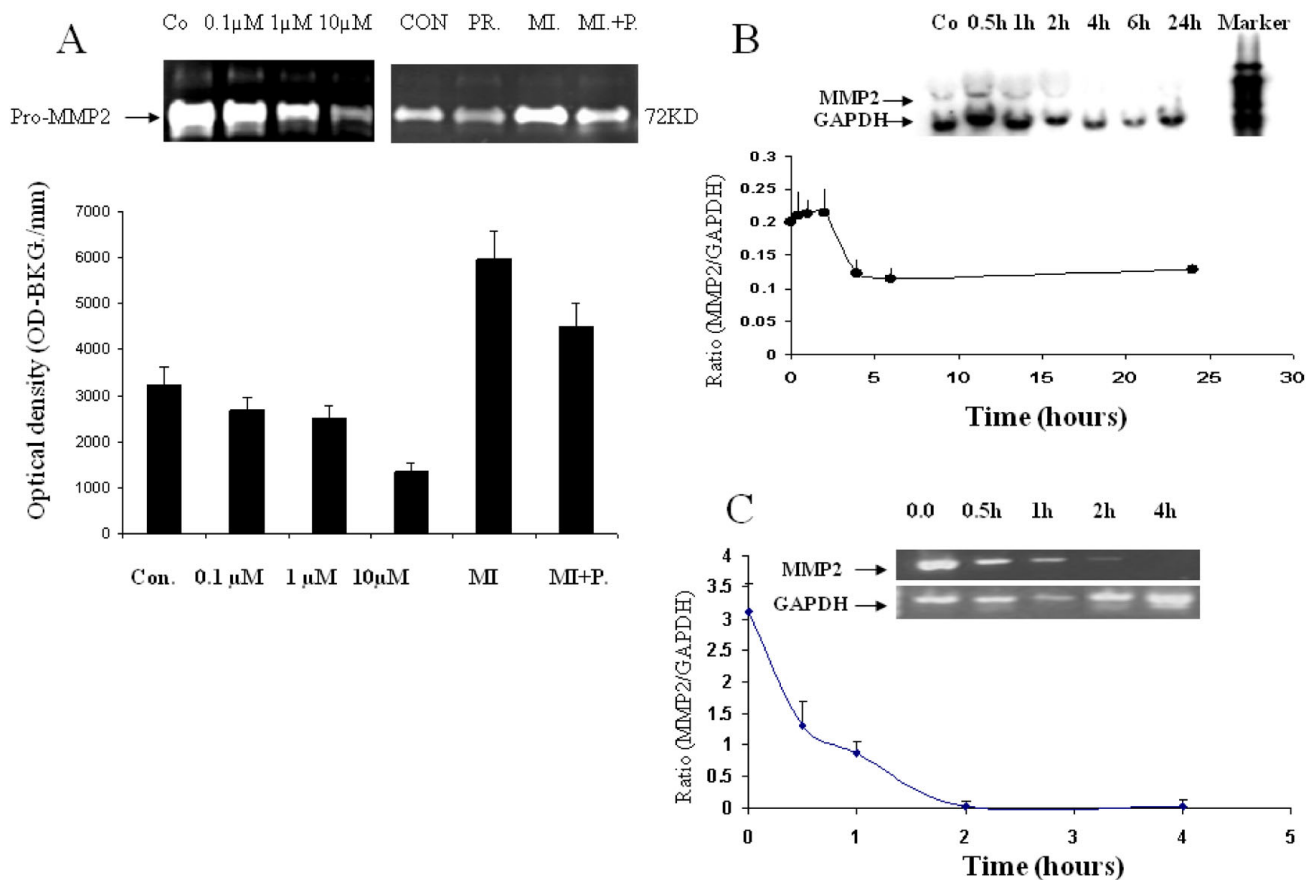 A
Co 0.1µM 1µM 10µM CON PR. MI. MI.+P.
Pro-MMP2
72KD
Optical density (OD-BKG./mm)
7000
6000
5000
4000
3000
2000
1000
0
Con. 0.1 µM 1 µM 10µM MI MI+P.
B
Co 0.5h 1h 2h 4h 6h 24h Marker
MMP2
GAPDH
Ratio (MMP2/GAPDH)
0.3
0.25
0.2
0.15
0.1
0.05
0
0 5 10 15 20 25 30
Time (hours)
C
0.0 0.5h 1h 2h 4h
MMP2
GAPDH
Ratio (MMP2/GAPDH)
4
3.5
3
2.5
2
1.5
1
0.5
0
0 1 2 3 4 5
Time (hours)